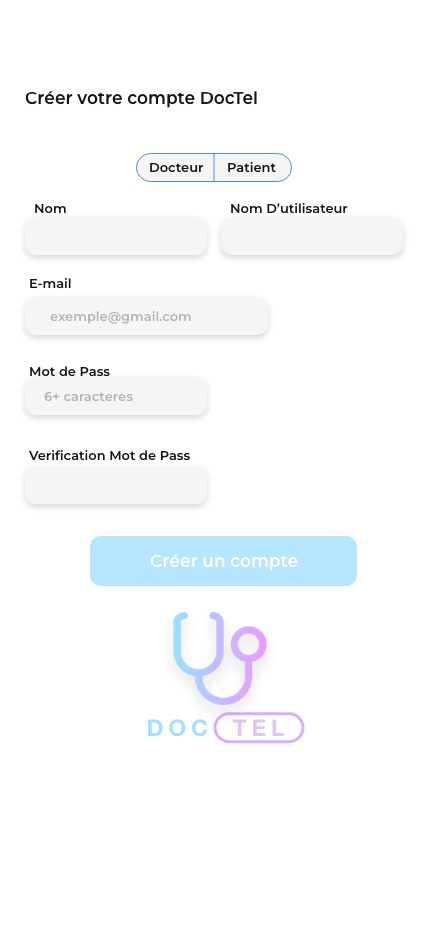 Créer votre compte DocTel
Docteur Patient
Nom Nom D'utilisateur
E-mail
exemple@gmail.com
Mot de Pass
6+ caracteres
Verification Mot de Pass
Créer un compte
DOC TEL